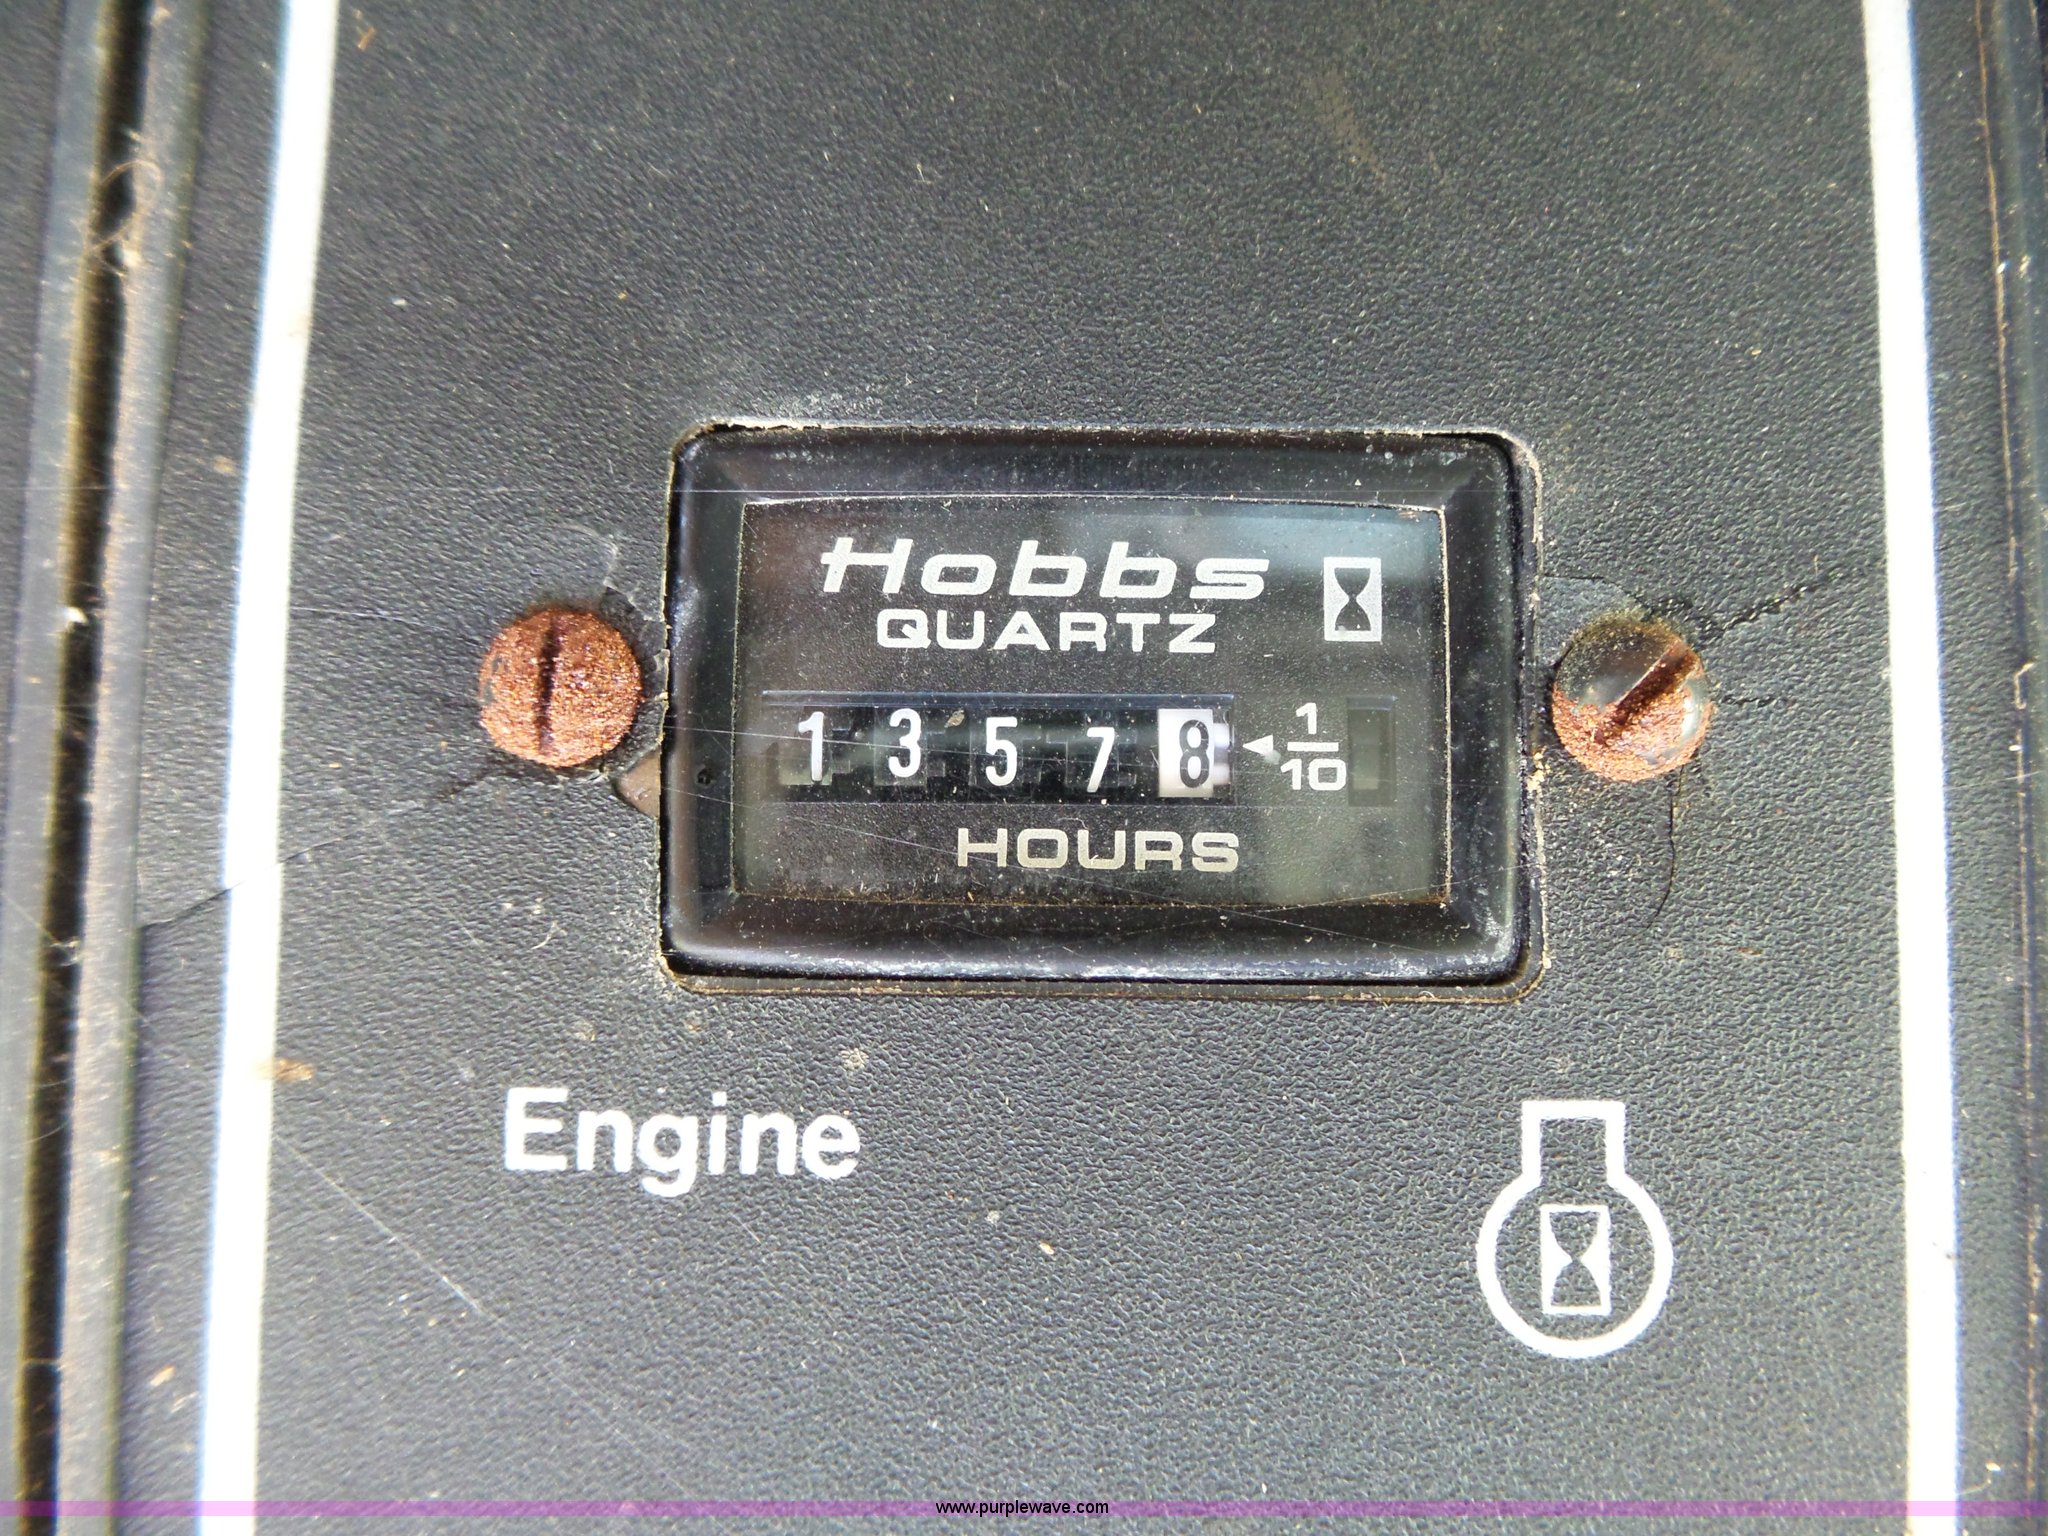 Hobbs
QUARTZ
13578 1/10
HOURS
Engine
www.purplewave.com